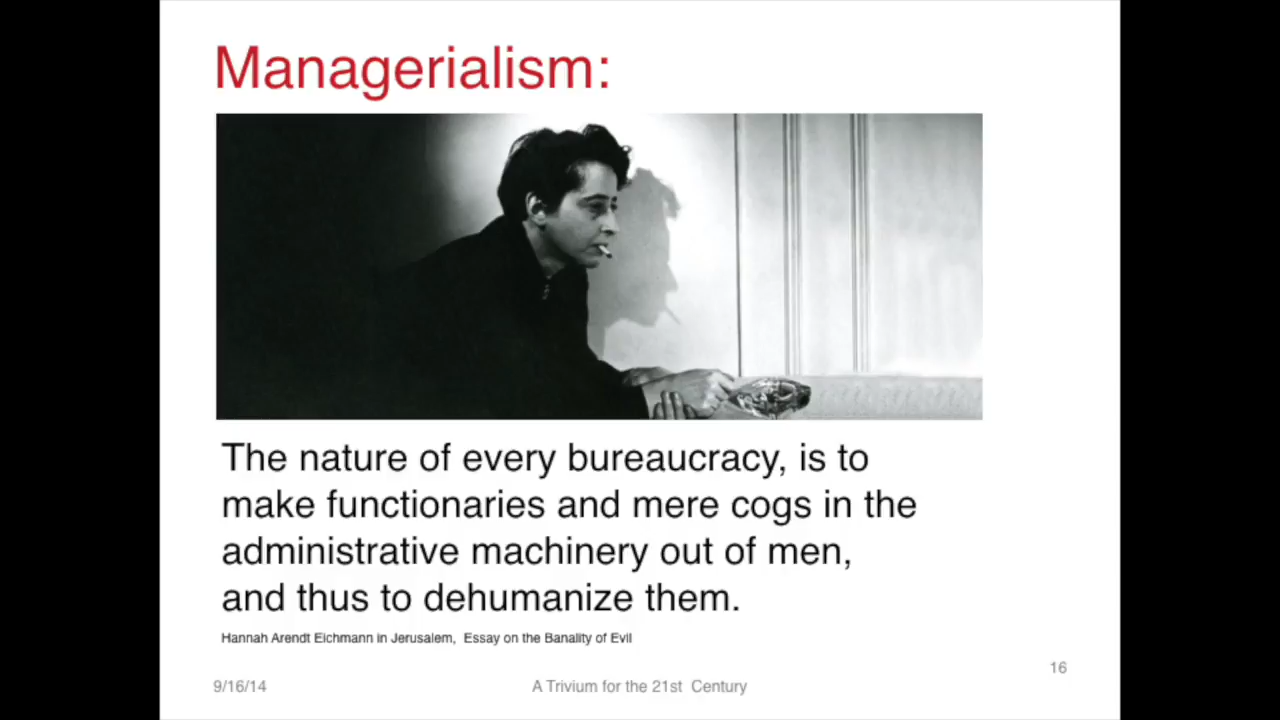 Managerialism:
The nature of every bureaucracy, is to
make functionaries and mere cogs in the
administrative machinery out of men,
and thus to dehumanize them.
Hannah Arendt Eichmann in Jerusalem,  Essay on the Banality of Evil
16
9/16/14
A Trivium for the 21st  Century